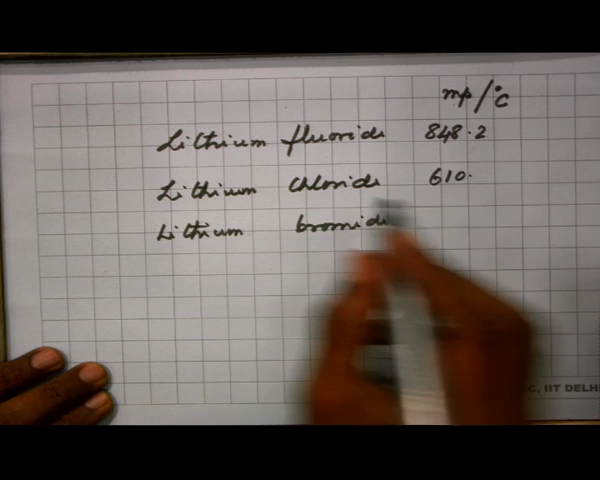 mp/°C
Lithium fluoride 848.2
Lithium chloride 610.
Lithium bromide
C, IIT DELHI